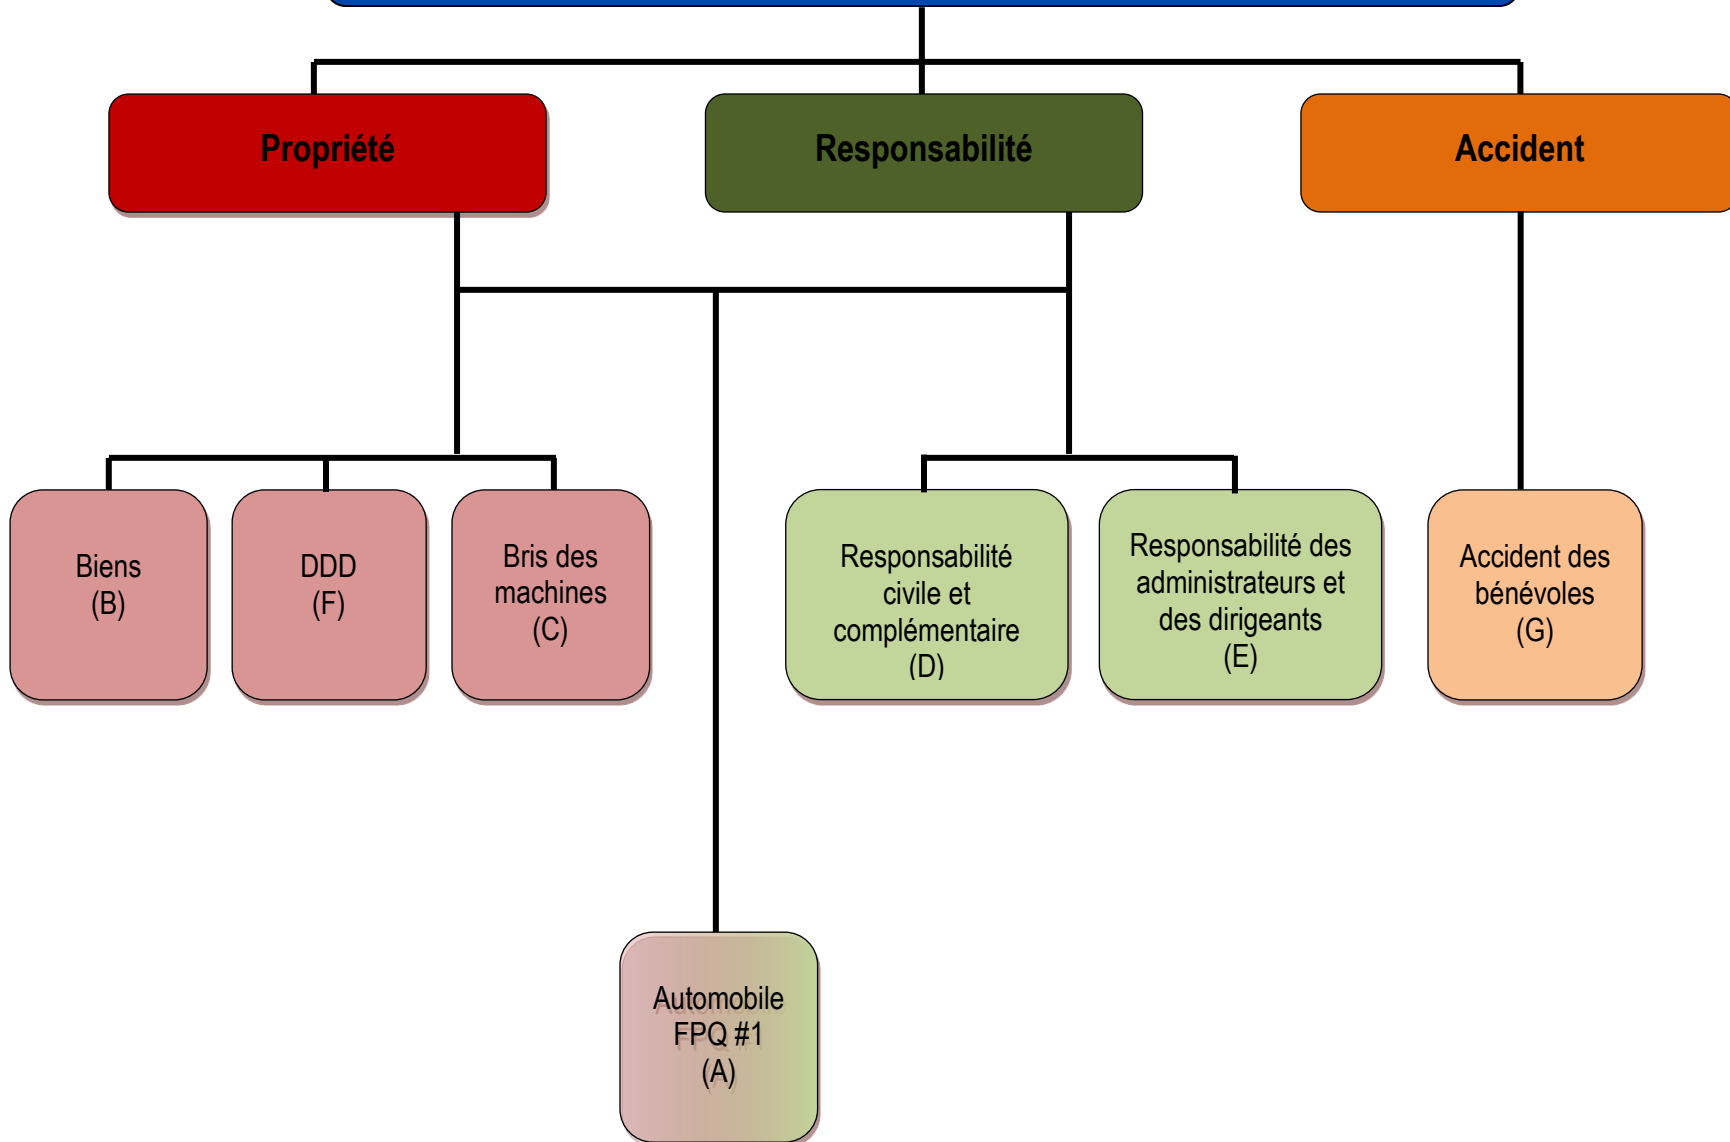 Propriété
Responsabilité
Accident
Biens
(B)
DDD
(F)
Bris des
machines
(C)
Responsabilité
civile et
complémentaire
(D)
Responsabilité des
administrateurs et
des dirigeants
(E)
Accident des
bénévoles
(G)
Automobile
FPQ #1
(A)